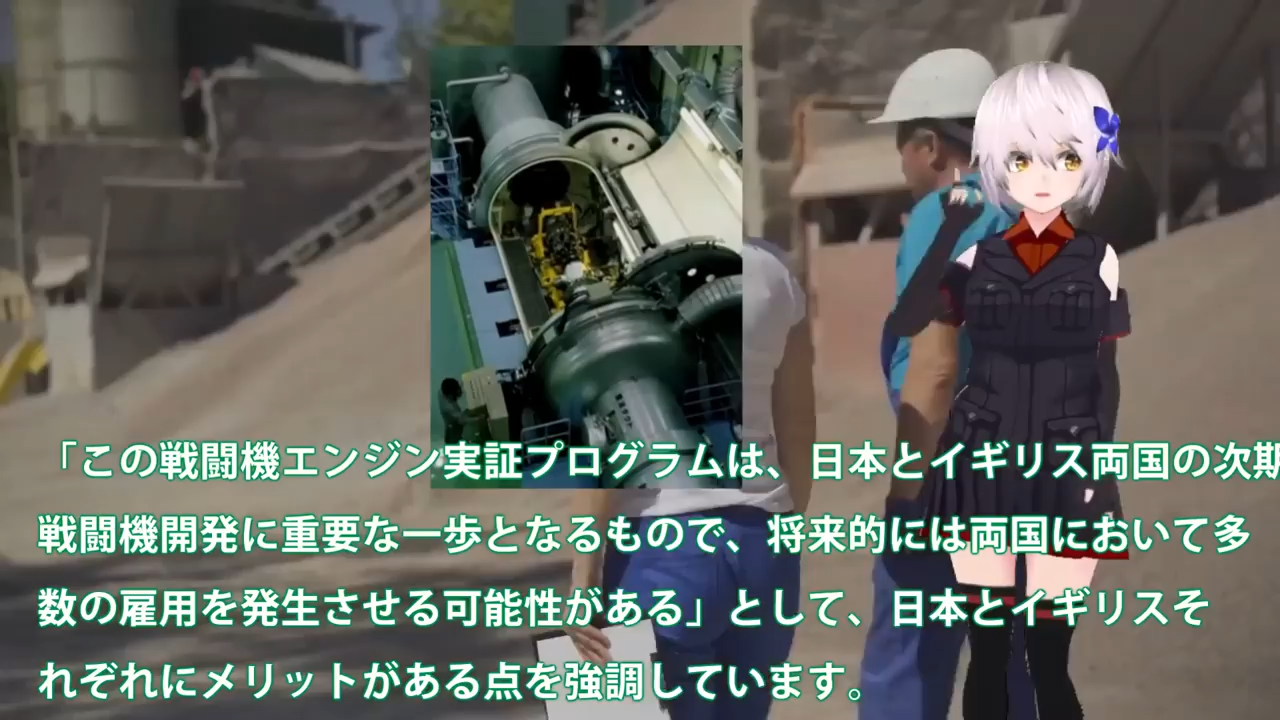 「この戦闘機エンジン実証プログラムは、日本とイギリス両国の次期
戦闘機開発に重要な一歩となるもので、将来的には両国において多
数の雇用を発生させる可能性がある」として、日本とイギリスそ
れぞれにメリットがある点を強調しています。